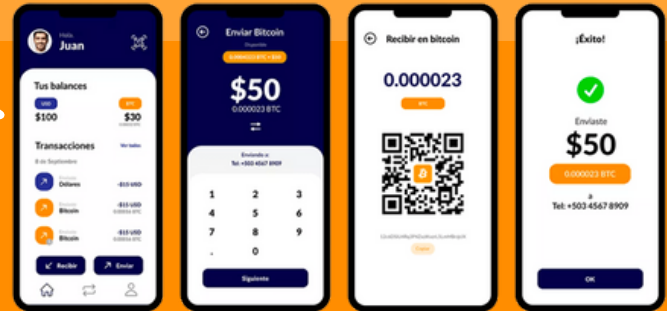 Hola,
Juan
Tus balances
USD
BTC
$100
$30
Transacciones
Ver todas
8 de Septiembre
Dólares
-$15 USD
Bitcoin
-$15 USD
Bitcoin
-$15 USD
Recibir
Enviar
Enviar Bitcoin
Disponible
$50
0.000023 BTC
Enviando a:
Tel: +503 4567 8909
1 2 3
4 5 6
7 8 9
. 0
Siguiente
Recibir en bitcoin
0.000023
BTC
Copiar
¡Éxito!
Enviaste
$50
0.000023 BTC
a
Tel: +503 4567 8909
OK